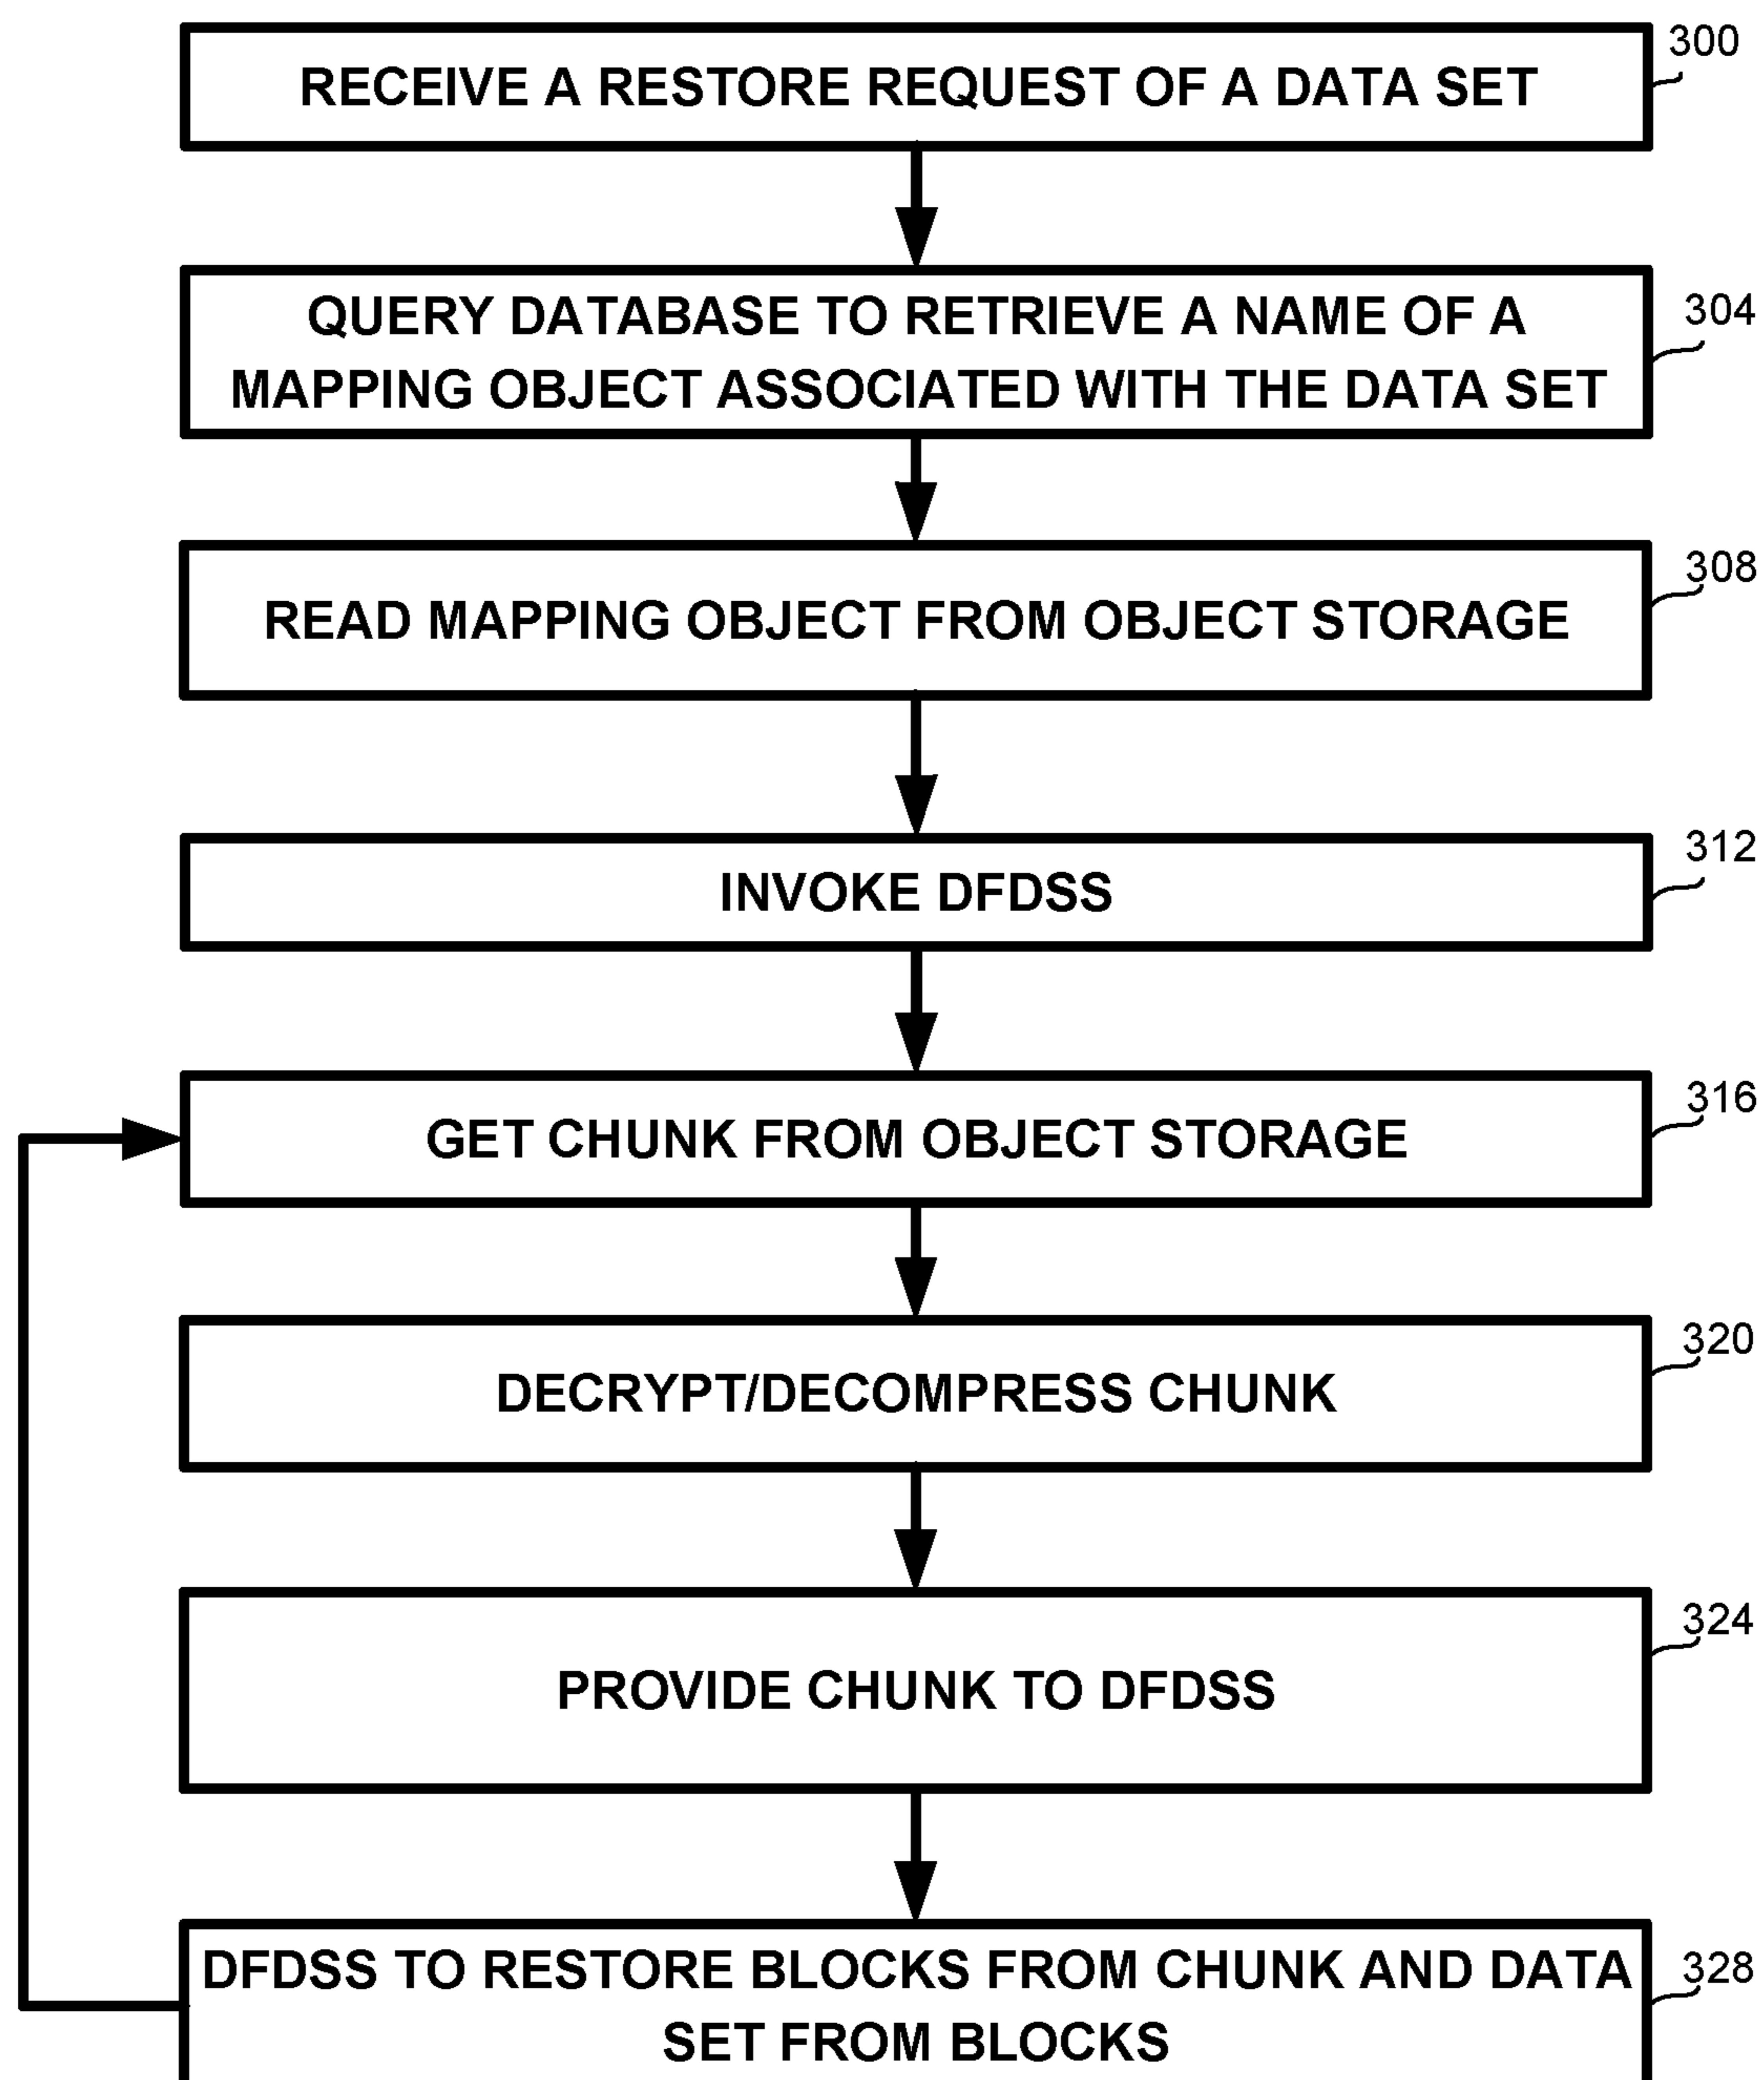 300
RECEIVE A RESTORE REQUEST OF A DATA SET
304
QUERY DATABASE TO RETRIEVE A NAME OF A
MAPPING OBJECT ASSOCIATED WITH THE DATA SET
308
READ MAPPING OBJECT FROM OBJECT STORAGE
312
INVOKE DFDSS
316
GET CHUNK FROM OBJECT STORAGE
320
DECRYPT/DECOMPRESS CHUNK
324
PROVIDE CHUNK TO DFDSS
328
DFDSS TO RESTORE BLOCKS FROM CHUNK AND DATA
SET FROM BLOCKS